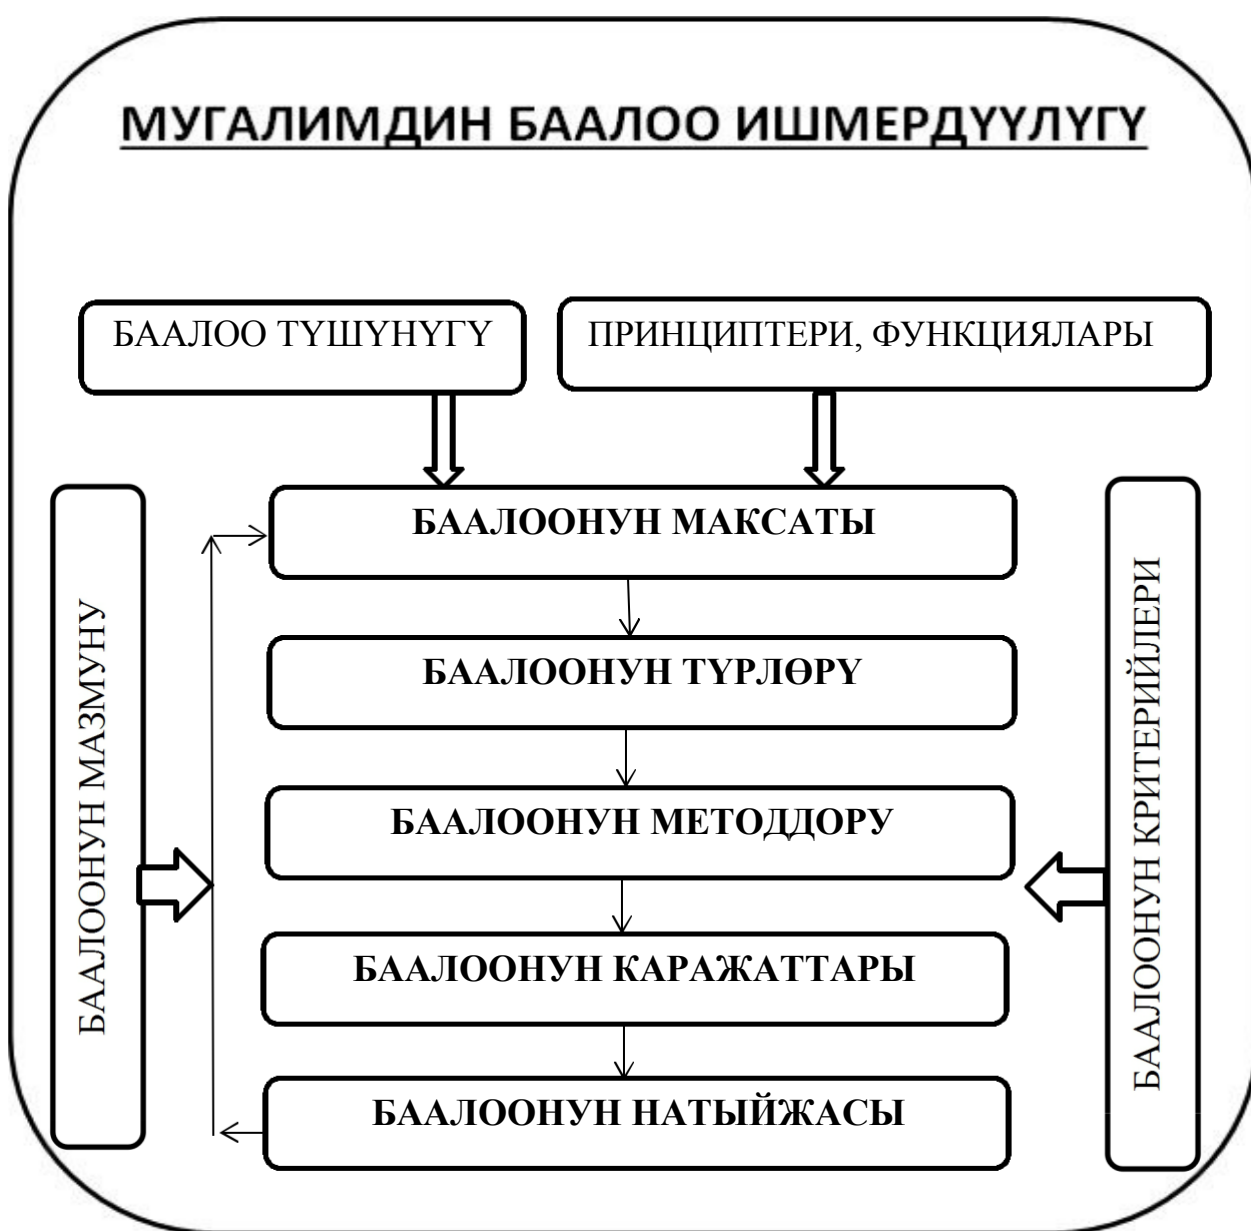 МУГАЛИМДИН БААЛОО ИШМЕРДҮҮЛҮГҮ
БААЛОО ТҮШҮНҮГҮ
ПРИНЦИПТЕРИ, ФУНКЦИЯЛАРЫ
БААЛООНУН МАЗМУНУ
БААЛООНУН МАКСАТЫ
БААЛООНУН ТҮРЛӨРҮ
БААЛООНУН МЕТОДДОРУ
БААЛООНУН КАРАЖАТТАРЫ
БААЛООНУН НАТЫЙЖАСЫ
БААЛООНУН КРИТЕРИЙЛЕРИ